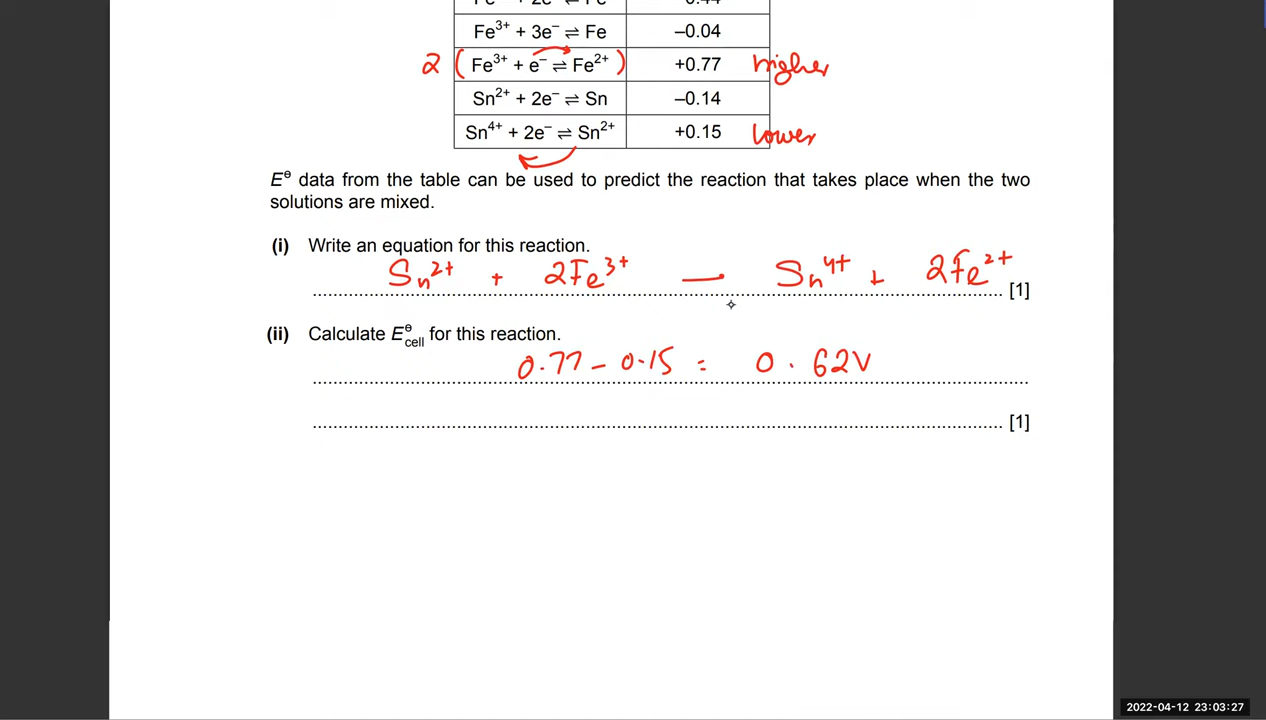 Fe³⁺ + 3e⁻ ⇌ Fe –0.04
2 ( Fe³⁺ + e⁻ ⇌ Fe²⁺ ) +0.77 higher
Sn²⁺ + 2e⁻ ⇌ Sn –0.14
Sn⁴⁺ + 2e⁻ ⇌ Sn²⁺ +0.15 lower
E⦵ data from the table can be used to predict the reaction that takes place when the two
solutions are mixed.
(i) Write an equation for this reaction.
Sn²⁺ + 2Fe³⁺ — Sn⁴⁺ + 2Fe²⁺
[1]
(ii) Calculate E⦵cell for this reaction.
0.77 – 0.15 = 0.62V
[1]
2022-04-12 23:03:27